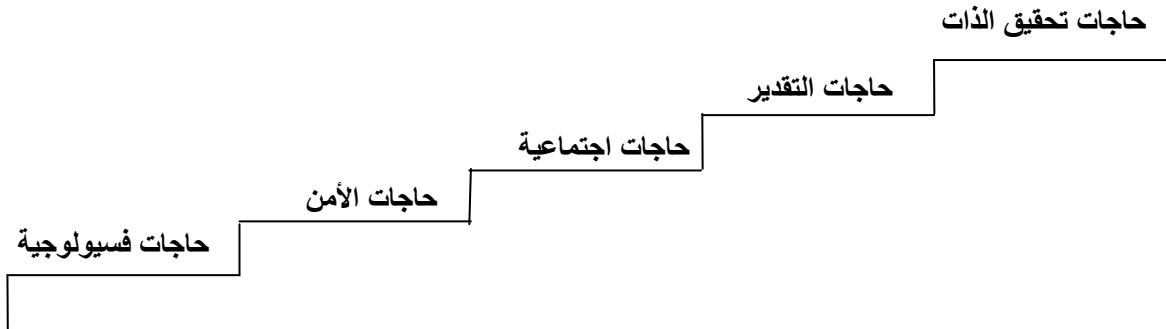 حاجات تحقيق الذات
حاجات التقدير
حاجات اجتماعية
حاجات الأمن
حاجات فسيولوجية